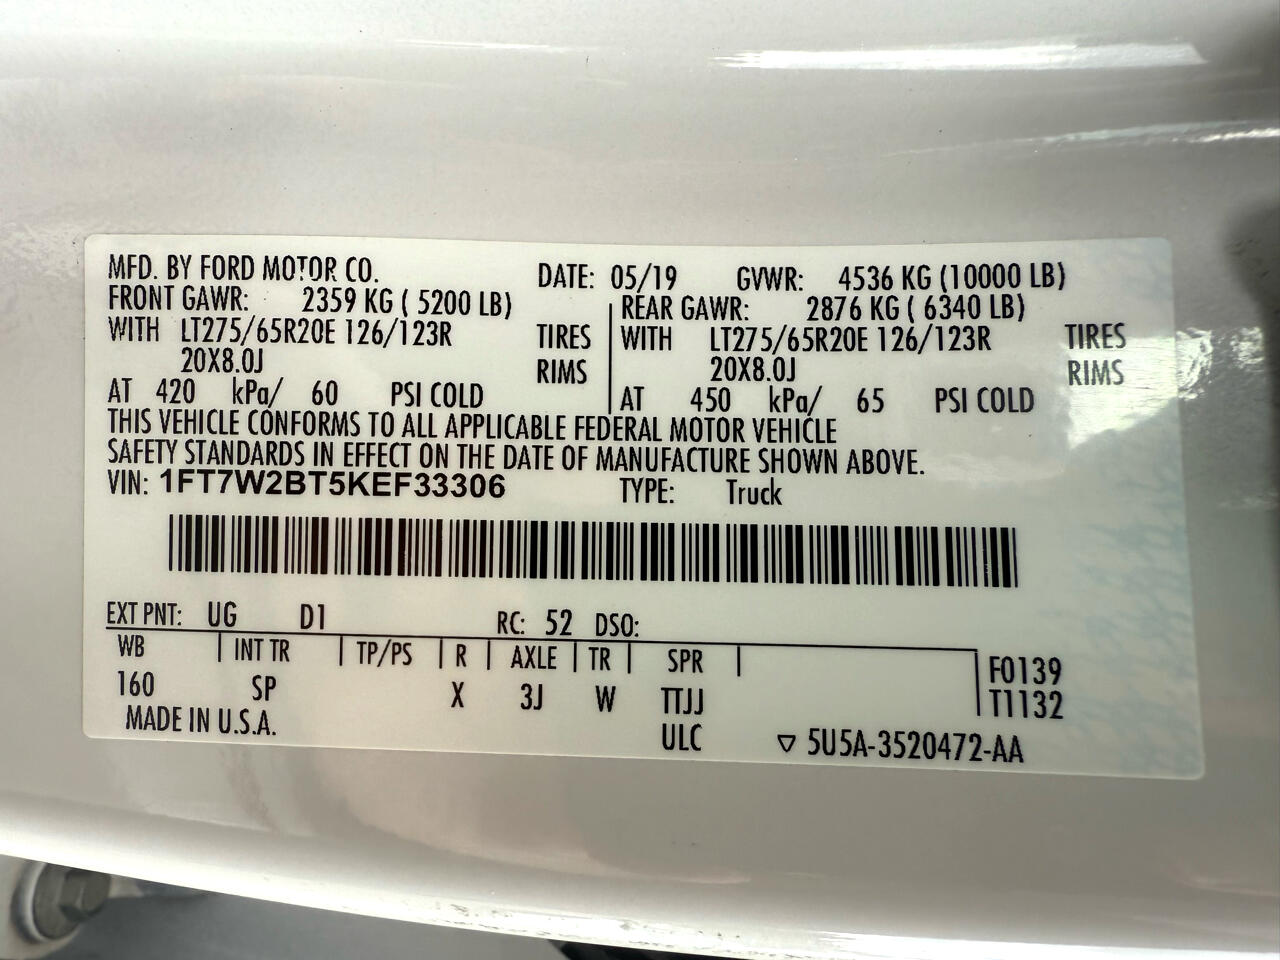 MFD. BY FORD MOTOR CO. DATE: 05/19 GVWR: 4536 KG (10000 LB)
FRONT GAWR: 2359 KG ( 5200 LB) REAR GAWR: 2876 KG ( 6340 LB)
WITH LT275/65R20E 126/123R TIRES WITH LT275/65R20E 126/123R TIRES
20X8.0J RIMS 20X8.0J RIMS
AT 420 kPa/ 60 PSI COLD AT 450 kPa/ 65 PSI COLD
THIS VEHICLE CONFORMS TO ALL APPLICABLE FEDERAL MOTOR VEHICLE
SAFETY STANDARDS IN EFFECT ON THE DATE OF MANUFACTURE SHOWN ABOVE.
VIN: 1FT7W2BT5KEF33306 TYPE: Truck
EXT PNT: UG D1 RC: 52 DSO:
WB INT TR TP/PS R AXLE TR SPR F0139
160 SP X 3J W TTJJ T1132
MADE IN U.S.A. ULC ▽ 5U5A-3520472-AA